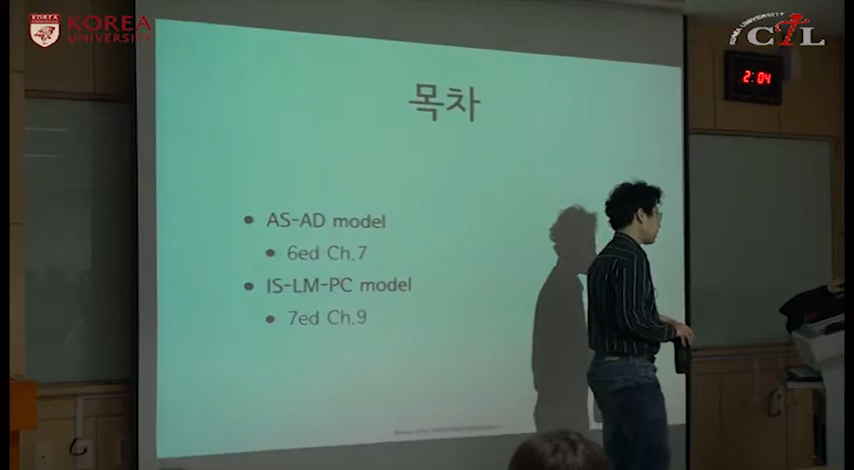 KOREA
UNIVERSITY
KOREA UNIVERSITY
CTL
2:04
목차
AS-AD model
6ed Ch.7
IS-LM-PC model
7ed Ch.9